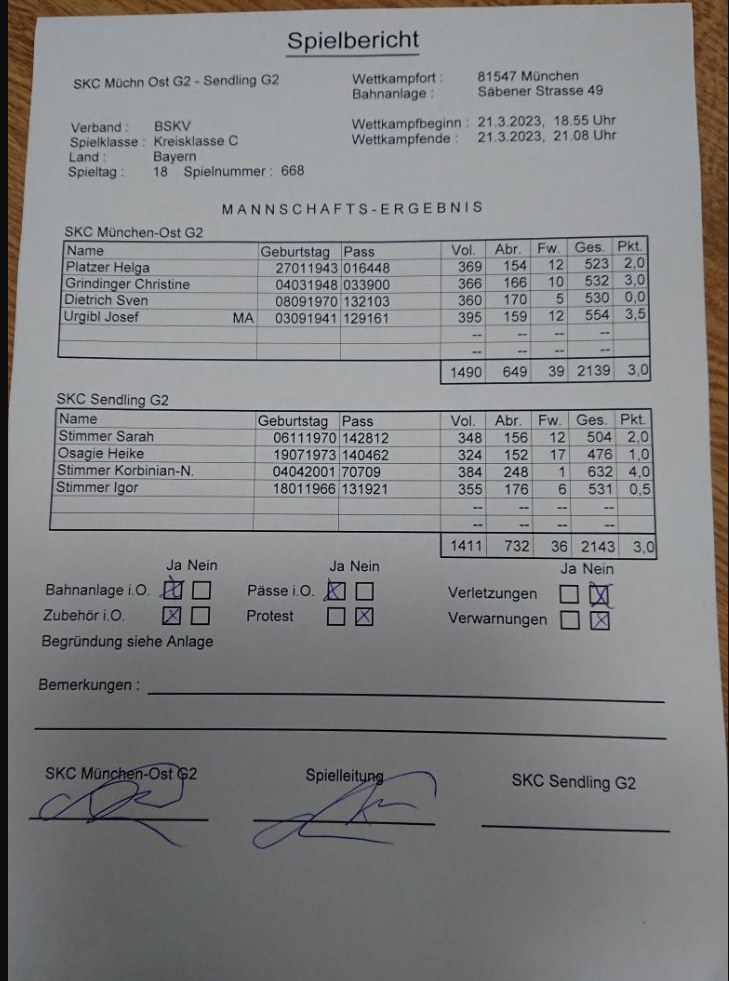 Spielbericht
SKC Müchn Ost G2 - Sendling G2
Wettkampfort : 81547 München
Bahnanlage : Säbener Strasse 49
Verband : BSKV
Spielklasse : Kreisklasse C
Land : Bayern
Spieltag : 18 Spielnummer : 668
Wettkampfbeginn : 21.3.2023, 18.55 Uhr
Wettkampfende : 21.3.2023, 21.08 Uhr
MANNSCHAFTS-ERGEBNIS
SKC München-Ost G2
Name Geburtstag Pass Vol. Abr. Fw. Ges. Pkt.
Platzer Helga 27011943 016448 369 154 12 523 2,0
Grindinger Christine 04031948 033900 366 166 10 532 3,0
Dietrich Sven 08091970 132103 360 170 5 530 0,0
Urgibl Josef MA 03091941 129161 395 159 12 554 3,5
-- -- -- --
-- -- -- --
1490 649 39 2139 3,0
SKC Sendling G2
Name Geburtstag Pass Vol. Abr. Fw. Ges. Pkt.
Stimmer Sarah 06111970 142812 348 156 12 504 2,0
Osagie Heike 19071973 140462 324 152 17 476 1,0
Stimmer Korbinian-N. 04042001 70709 384 248 1 632 4,0
Stimmer Igor 18011966 131921 355 176 6 531 0,5
-- -- -- --
-- -- -- --
1411 732 36 2143 3,0
Ja Nein Ja Nein Ja Nein
Bahnanlage i.O. Pässe i.O. Verletzungen
Zubehör i.O. Protest Verwarnungen
Begründung siehe Anlage
Bemerkungen :
SKC München-Ost G2 Spielleitung SKC Sendling G2